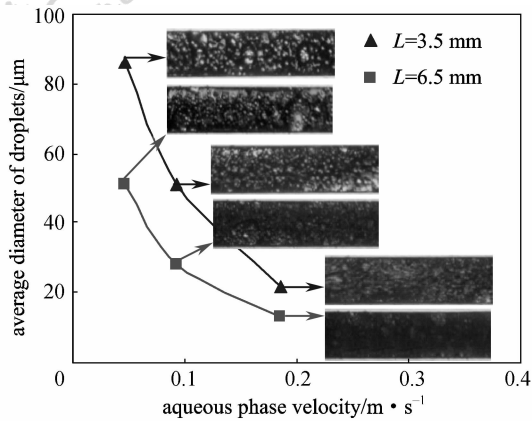 100
80
60
40
20
0
0.1
0.2
0.3
0.4
average diameter of droplets/μm
aqueous phase velocity/m • s⁻¹
L=3.5 mm
L=6.5 mm